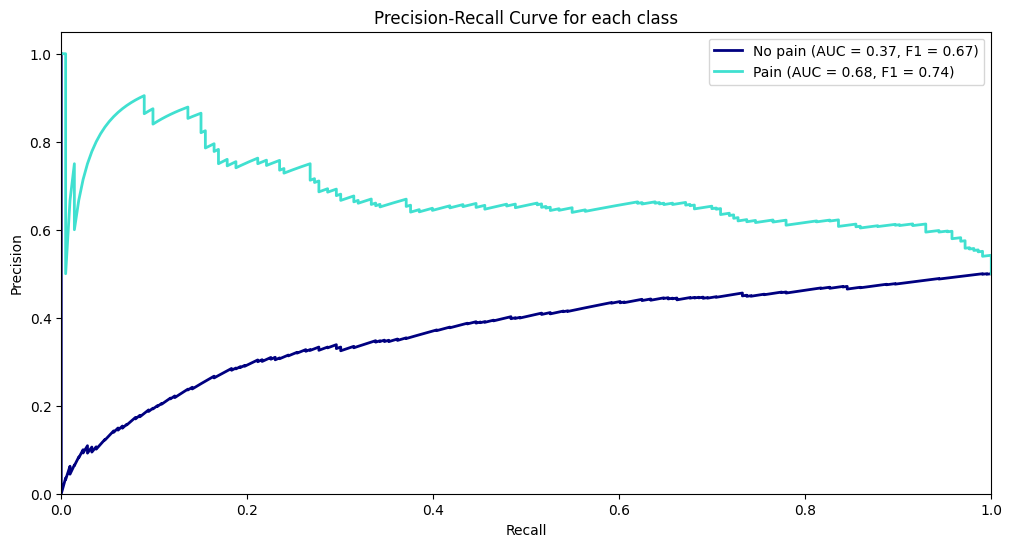 Precision-Recall Curve for each class
No pain (AUC = 0.37, F1 = 0.67)
Pain (AUC = 0.68, F1 = 0.74)
Precision
1.0
0.8
0.6
0.4
0.2
0.0
0.0 0.2 0.4 0.6 0.8 1.0
Recall